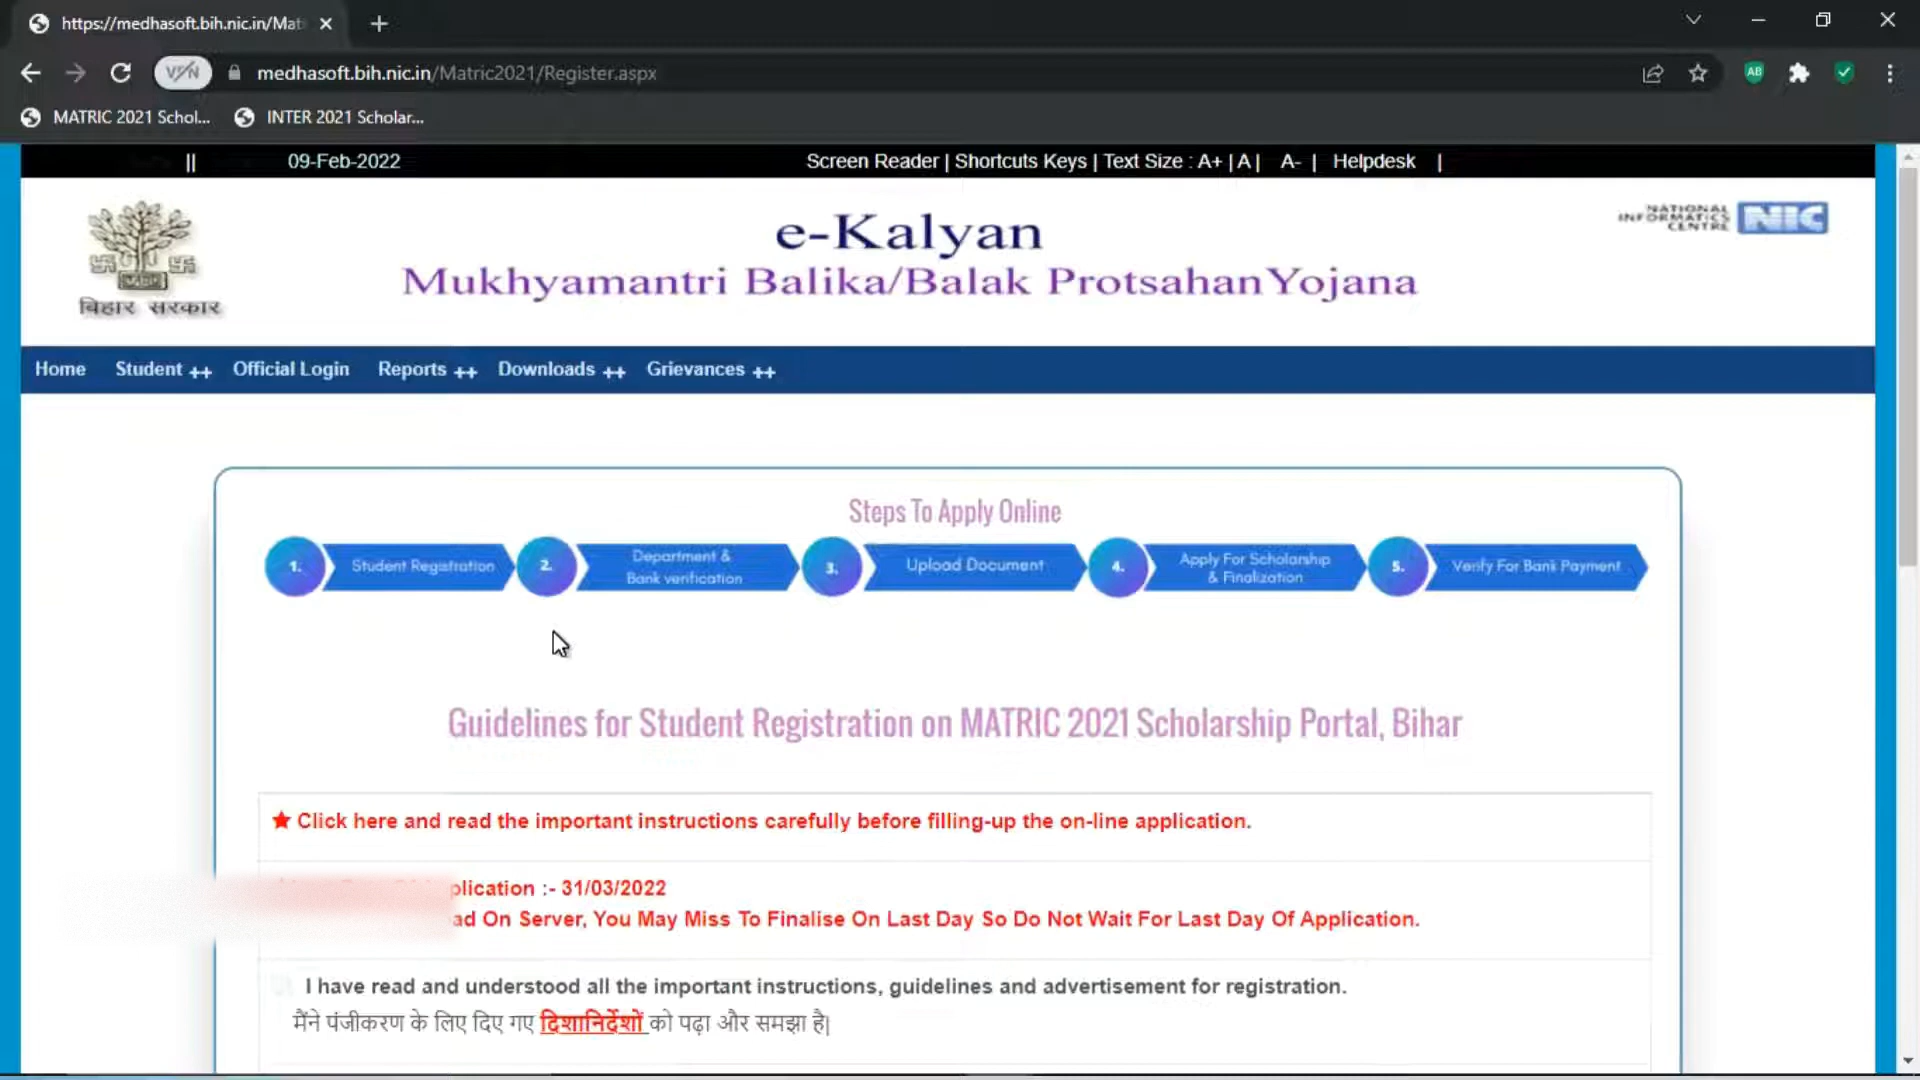 https://medhasoft.bih.nic.in/Mat
VPN
medhasoft.bih.nic.in/Matric2021/Register.aspx
AB
MATRIC 2021 Schol...
INTER 2021 Scholar...
|| 09-Feb-2022
Screen Reader | Shortcuts Keys | Text Size : A+ | A | A- | Helpdesk |
बिहार सरकार
e-Kalyan
Mukhyamantri Balika/Balak Protsahan Yojana
NATIONAL
INFORMATICS
CENTRE
NIC
Home Student ++ Official Login Reports ++ Downloads ++ Grievances ++
Steps To Apply Online
1. Student Registration
2. Department &
Bank verification
3. Upload Document
4. Apply For Scholarship
& Finalization
5. Verify For Bank Payment
Guidelines for Student Registration on MATRIC 2021 Scholarship Portal, Bihar
★ Click here and read the important instructions carefully before filling-up the on-line application.
plication :- 31/03/2022
ad On Server, You May Miss To Finalise On Last Day So Do Not Wait For Last Day Of Application.
I have read and understood all the important instructions, guidelines and advertisement for registration.
मैंने पंजीकरण के लिए दिए गए दिशानिर्देशों को पढ़ा और समझा है|